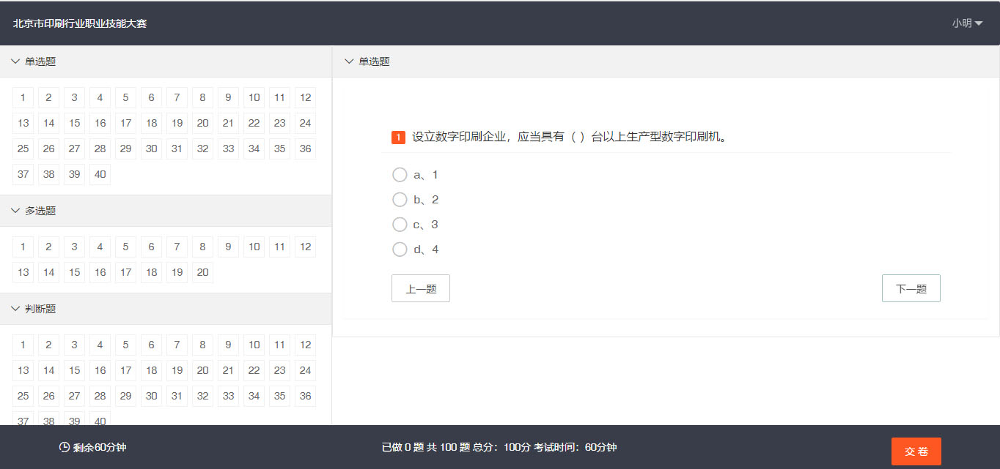 北京市印刷行业职业技能大赛
小明
单选题
1 2 3 4 5 6 7 8 9 10 11 12
13 14 15 16 17 18 19 20 21 22 23 24
25 26 27 28 29 30 31 32 33 34 35 36
37 38 39 40
多选题
1 2 3 4 5 6 7 8 9 10 11 12
13 14 15 16 17 18 19 20
判断题
1 2 3 4 5 6 7 8 9 10 11 12
13 14 15 16 17 18 19 20 21 22 23 24
25 26 27 28 29 30 31 32 33 34 35 36
37 38 39 40
单选题
1 设立数字印刷企业，应当具有（ ）台以上生产型数字印刷机。
a、1
b、2
c、3
d、4
上一题
下一题
剩余60分钟
已做 0 题 共 100 题 总分：100分 考试时间：60分钟
交 卷